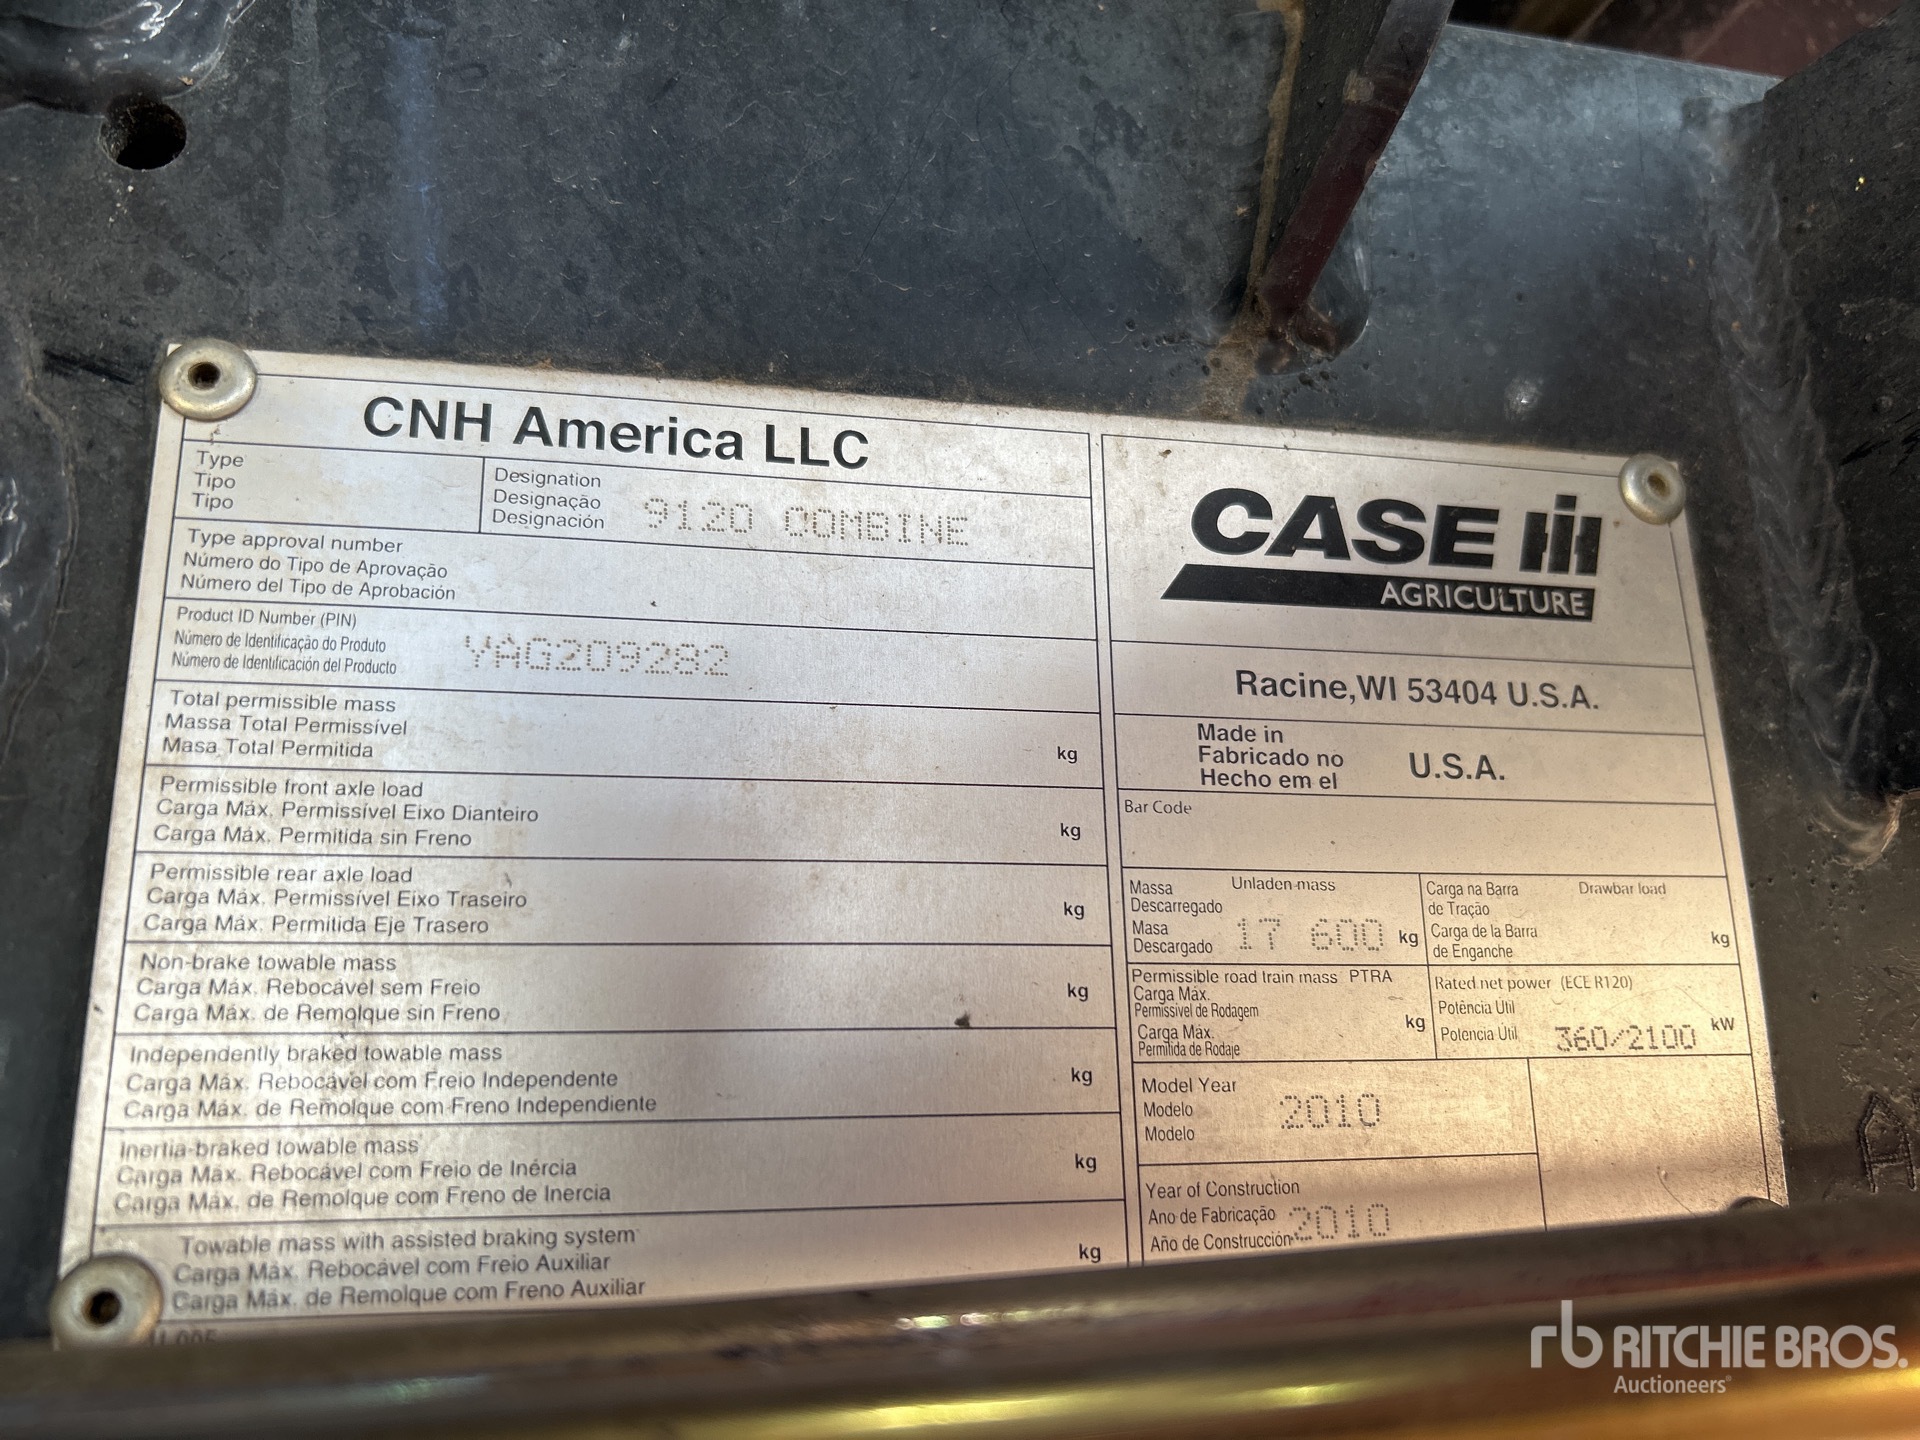 CNH America LLC
Type
Tipo
Tipo
Designation
Designação
Designación
9120 COMBINE
Type approval number
Número do Tipo de Aprovação
Número del Tipo de Aprobación
Product ID Number (PIN)
Número de Identificação do Produto
Número de Identificación del Producto
YAG209282
Total permissible mass
Massa Total Permissível
Masa Total Permitida
kg
Permissible front axle load
Carga Máx. Permissível Eixo Dianteiro
Carga Máx. Permitida sin Freno
kg
Permissible rear axle load
Carga Máx. Permissível Eixo Traseiro
Carga Máx. Permitida Eje Trasero
kg
Non-brake towable mass
Carga Máx. Rebocável sem Freio
Carga Máx. de Remolque sin Freno
kg
Independently braked towable mass
Carga Máx. Rebocável com Freio Independente
Carga Máx. de Remolque com Freno Independiente
kg
Inertia-braked towable mass
Carga Máx. Rebocável com Freio de Inércia
Carga Máx. de Remolque com Freno de Inercia
kg
Towable mass with assisted braking system
Carga Máx. Rebocável com Freio Auxiliar
Carga Máx. de Remolque com Freno Auxiliar
kg
CASE IH
AGRICULTURE
Racine,WI 53404 U.S.A.
Made in
Fabricado no
Hecho em el
U.S.A.
Bar Code
Massa
Descarregado
Masa
Descargado
Unladen mass
17 600 kg
Carga na Barra
de Tração
Carga de la Barra
de Enganche
Drawbar load
kg
Permissible road train mass PTRA
Carga Máx.
Permissível de Rodagem
Carga Máx.
Permitida de Rodaje
kg
Rated net power (ECE R120)
Potência Útil
Potencia Útil
360/2100 kW
Model Year
Modelo
Modelo
2010
Year of Construction
Ano de Fabricação
Año de Construcción
2010
rb RITCHIE BROS.
Auctioneers